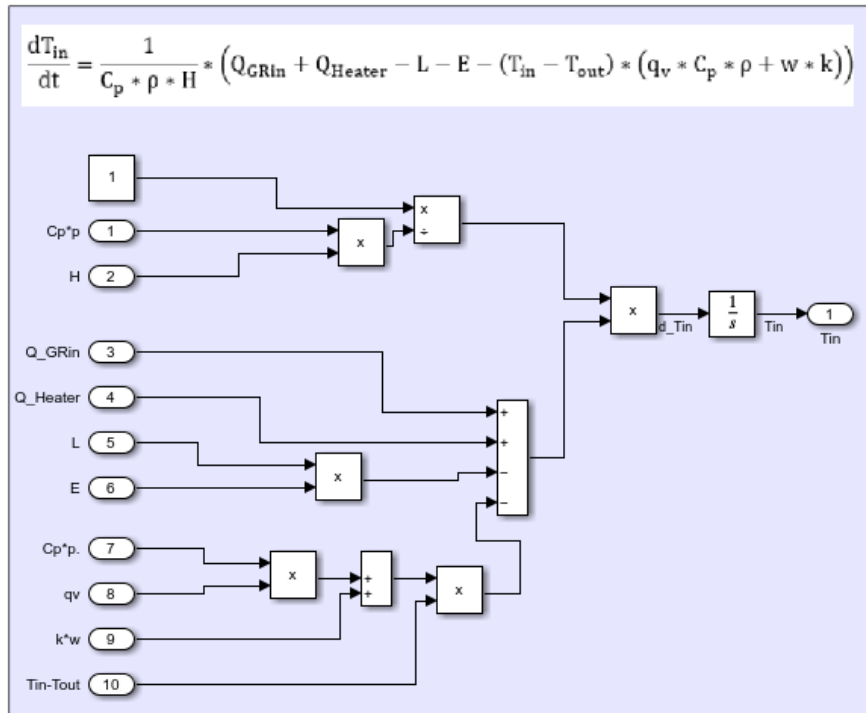 dT_in/dt = 1/(C_p * ρ * H) * (Q_GRin + Q_Heater − L − E − (T_in − T_out) * (q_v * C_p * ρ + w * k))
1
Cp*p 1
x
÷
x
H 2
x
d_Tin
1/s
Tin
1
Tin
Q_GRin 3
Q_Heater 4
+
+
−
−
L 5
x
E 6
Cp*p. 7
x
+
+
x
qv 8
k*w 9
Tin-Tout 10